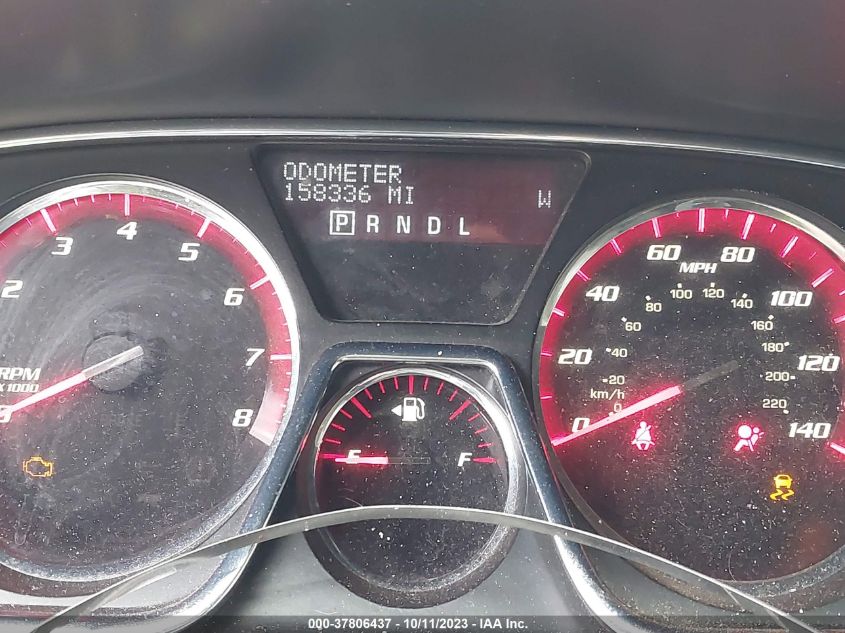 ODOMETER
158336 MI W
P R N D L
2 3 4 5 6 7 8
RPM
X 1000
E F
0 20 40 60 80 100 120 140
MPH
0 20 40 60 80 100 120 140 160 180 200 220
km/h
000-37806437 - 10/11/2023 - IAA Inc.